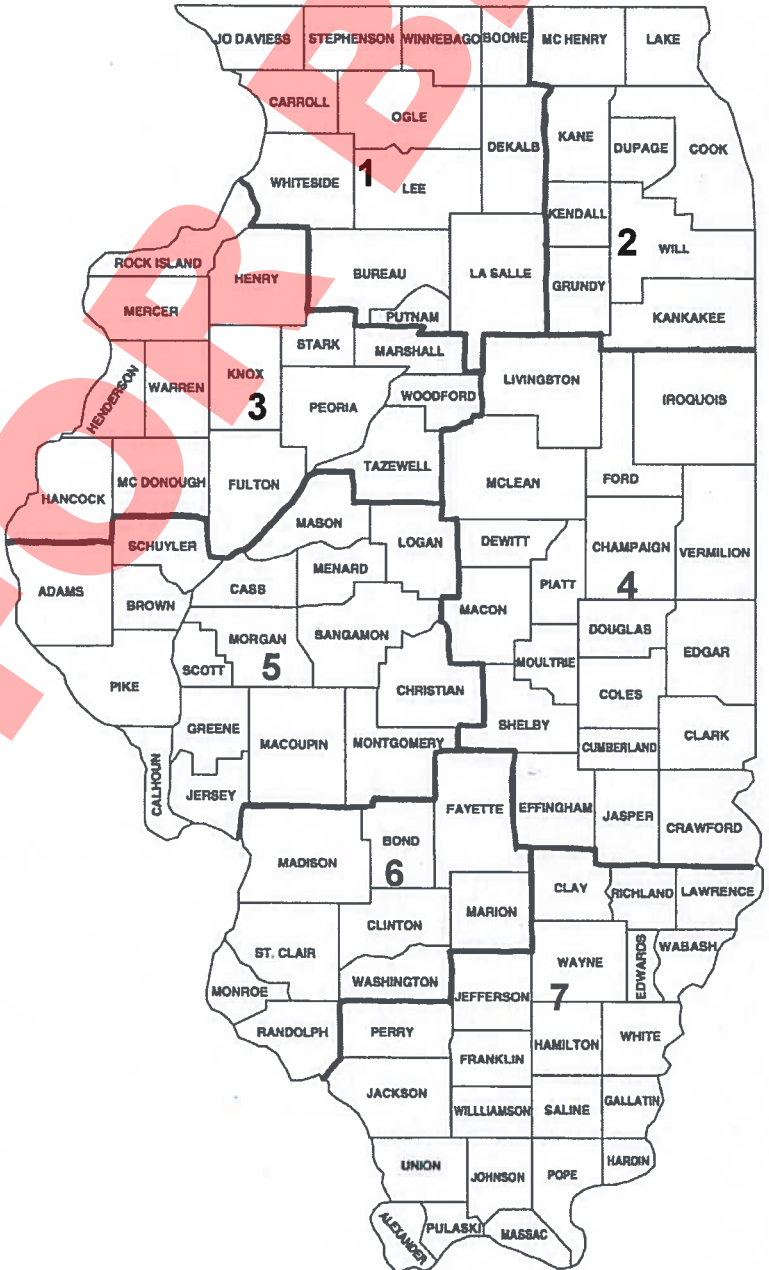 JO DAVIESS STEPHENSON WINNEBAGO BOONE MC HENRY LAKE
CARROLL OGLE DEKALB KANE DUPAGE COOK
WHITESIDE 1 LEE KENDALL 2 WILL
ROCK ISLAND HENRY BUREAU LA SALLE GRUNDY
MERCER PUTNAM KANKAKEE
STARK MARSHALL
HENDERSON WARREN KNOX 3 PEORIA WOODFORD LIVINGSTON IROQUOIS
HANCOCK MC DONOUGH FULTON TAZEWELL MCLEAN FORD
SCHUYLER MASON LOGAN DEWITT CHAMPAIGN VERMILION
ADAMS BROWN CASS MENARD MACON PIATT 4
PIKE SCOTT MORGAN 5 SANGAMON CHRISTIAN MOULTRIE DOUGLAS EDGAR
COLES
GREENE MACOUPIN MONTGOMERY SHELBY CUMBERLAND CLARK
CALHOUN JERSEY FAYETTE EFFINGHAM JASPER CRAWFORD
MADISON BOND 6 CLAY RICHLAND LAWRENCE
CLINTON MARION
ST. CLAIR WASHINGTON WAYNE EDWARDS WABASH
MONROE JEFFERSON 7
RANDOLPH PERRY FRANKLIN HAMILTON WHITE
JACKSON WILLLIAMSON SALINE GALLATIN
UNION JOHNSON POPE HARDIN
ALEXANDER PULASKI MASSAC